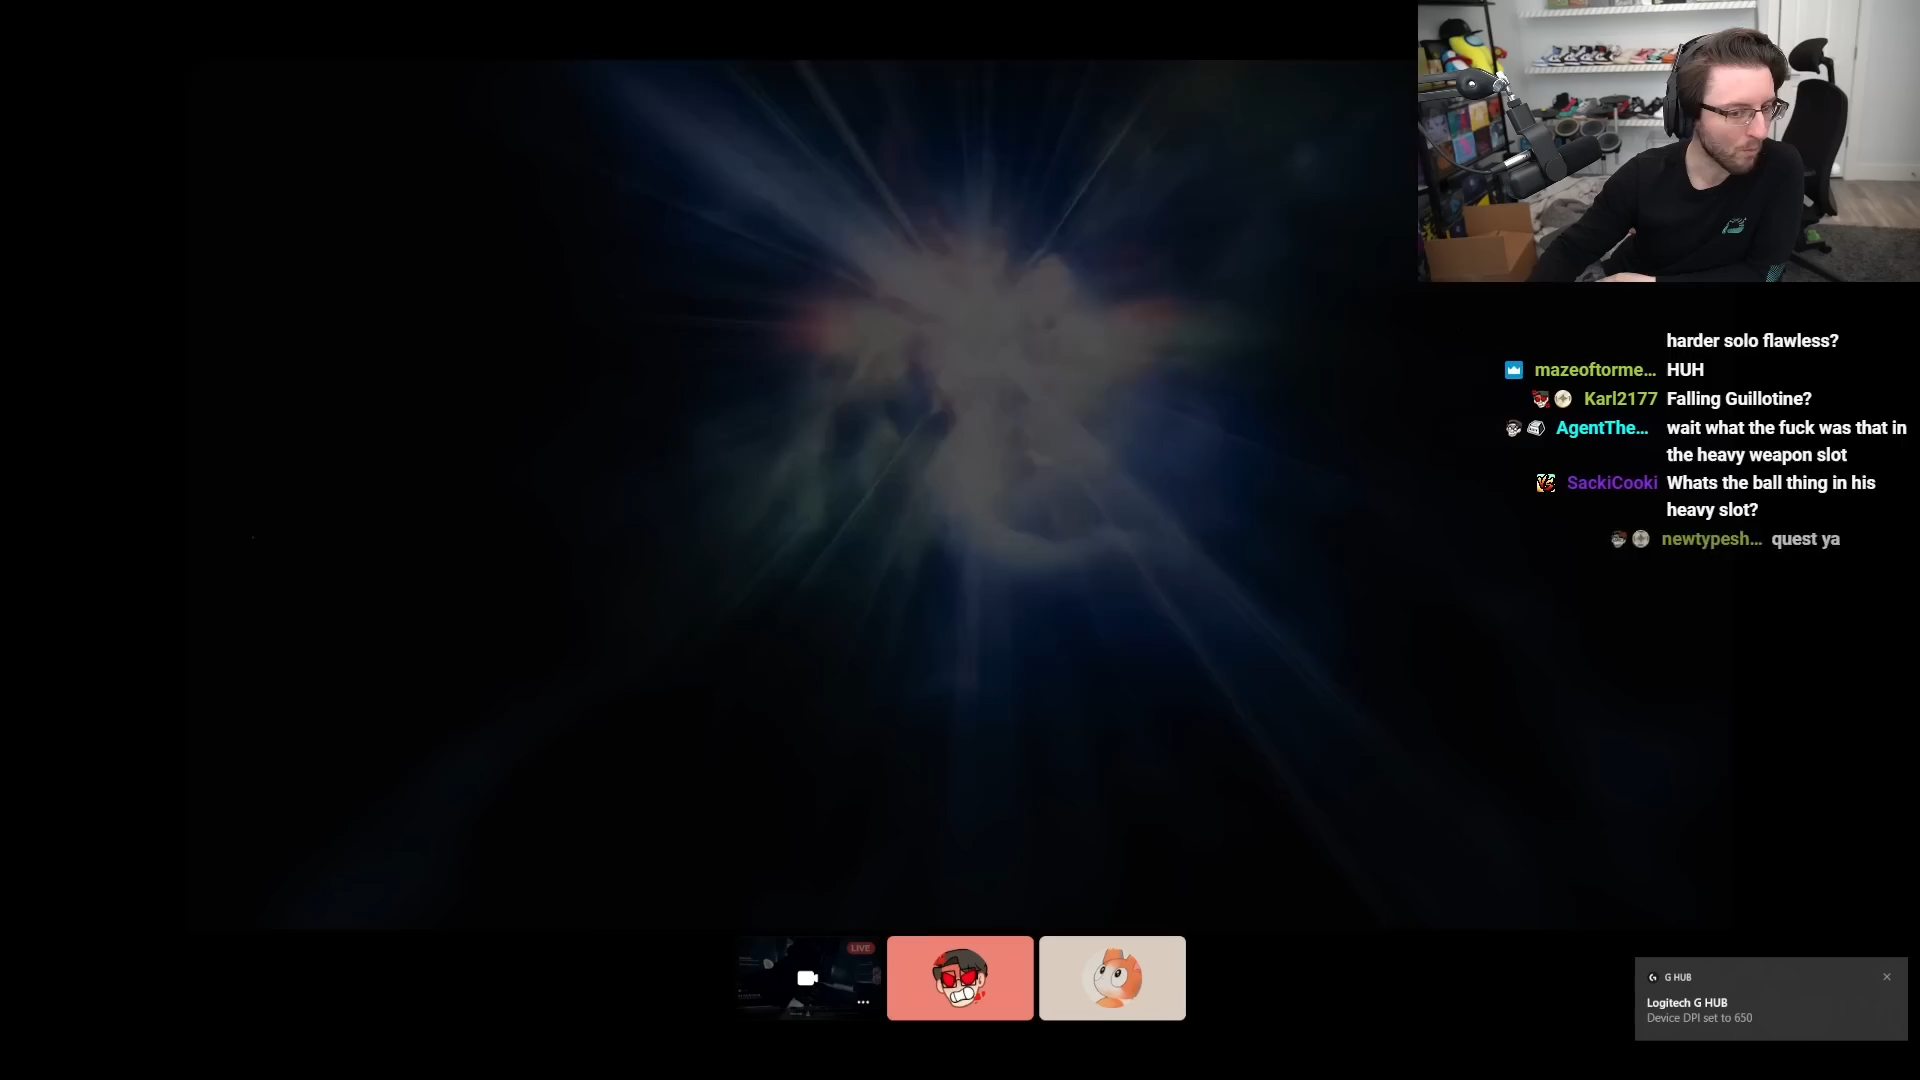 harder solo flawless?
mazeoftorme... HUH
Karl2177 Falling Guillotine?
AgentThe... wait what the fuck was that in
the heavy weapon slot
SackiCooki Whats the ball thing in his
heavy slot?
newtypesh... quest ya
LIVE
G HUB
Logitech G HUB
Device DPI set to 650